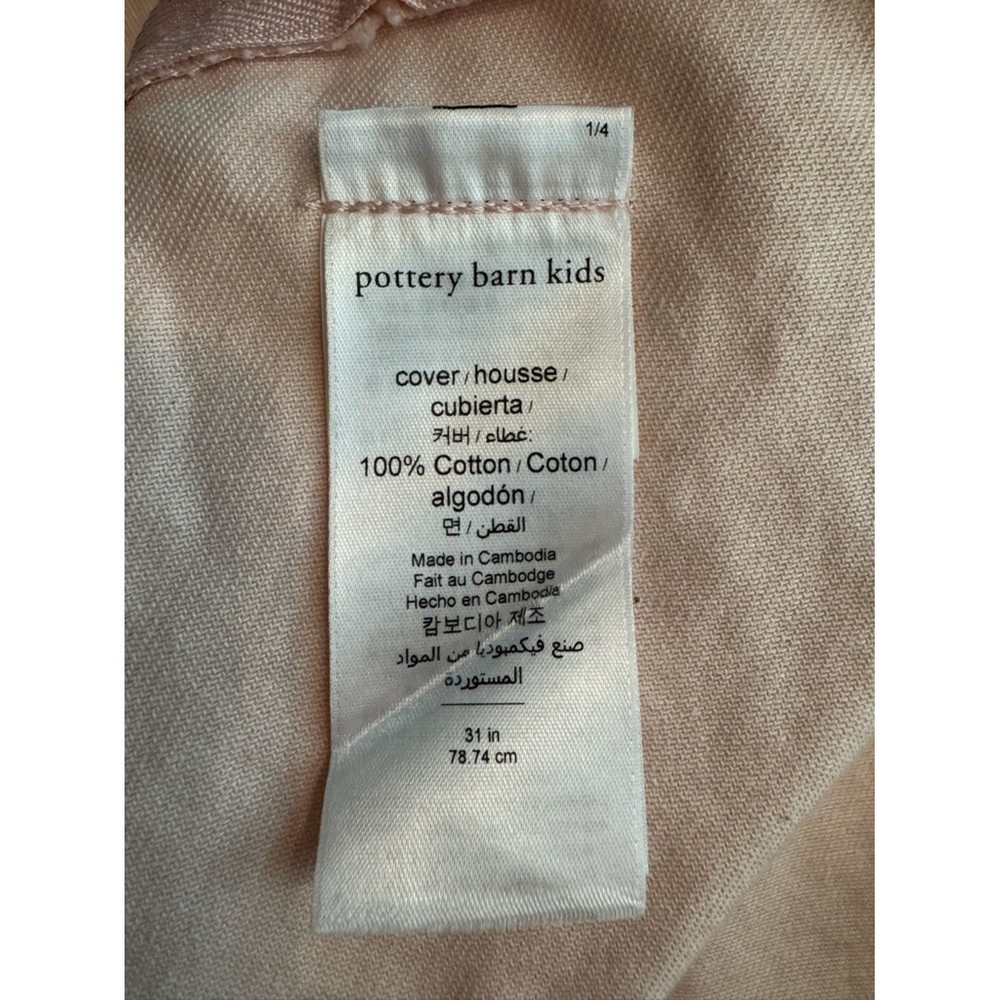 1/4
pottery barn kids
cover / housse /
cubierta /
커버 / غطاء:
100% Cotton / Coton /
algodón /
면 / القطن
Made in Cambodia
Fait au Cambodge
Hecho en Cambodia
캄보디아 제조
صنع فيكمبوديا من المواد
المستوردة
31 in
78.74 cm